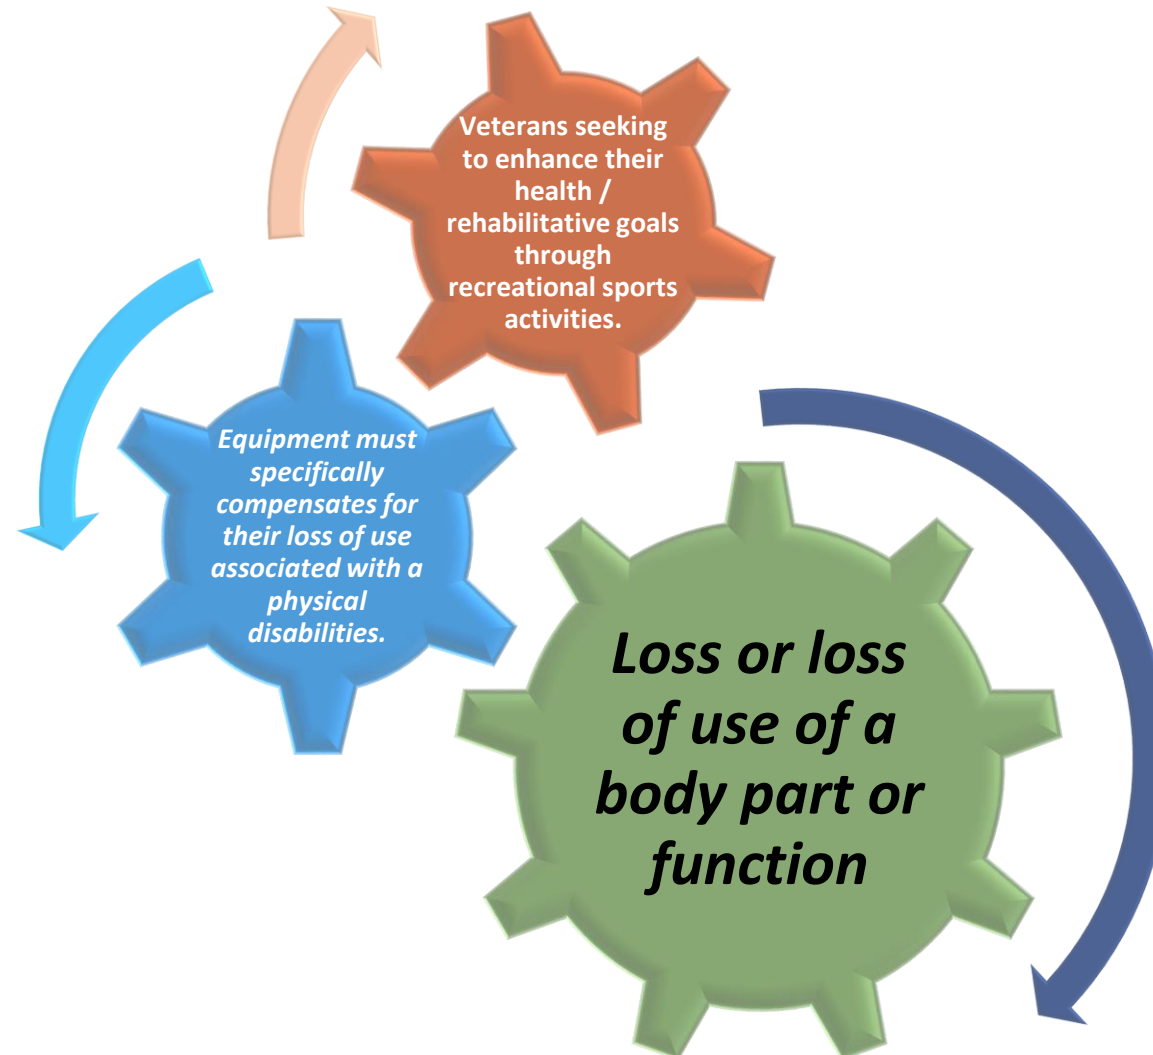 Veterans seeking
to enhance their
health /
rehabilitative goals
through
recreational sports
activities.
Equipment must
specifically
compensates for
their loss of use
associated with a
physical
disabilities.
Loss or loss
of use of a
body part or
function